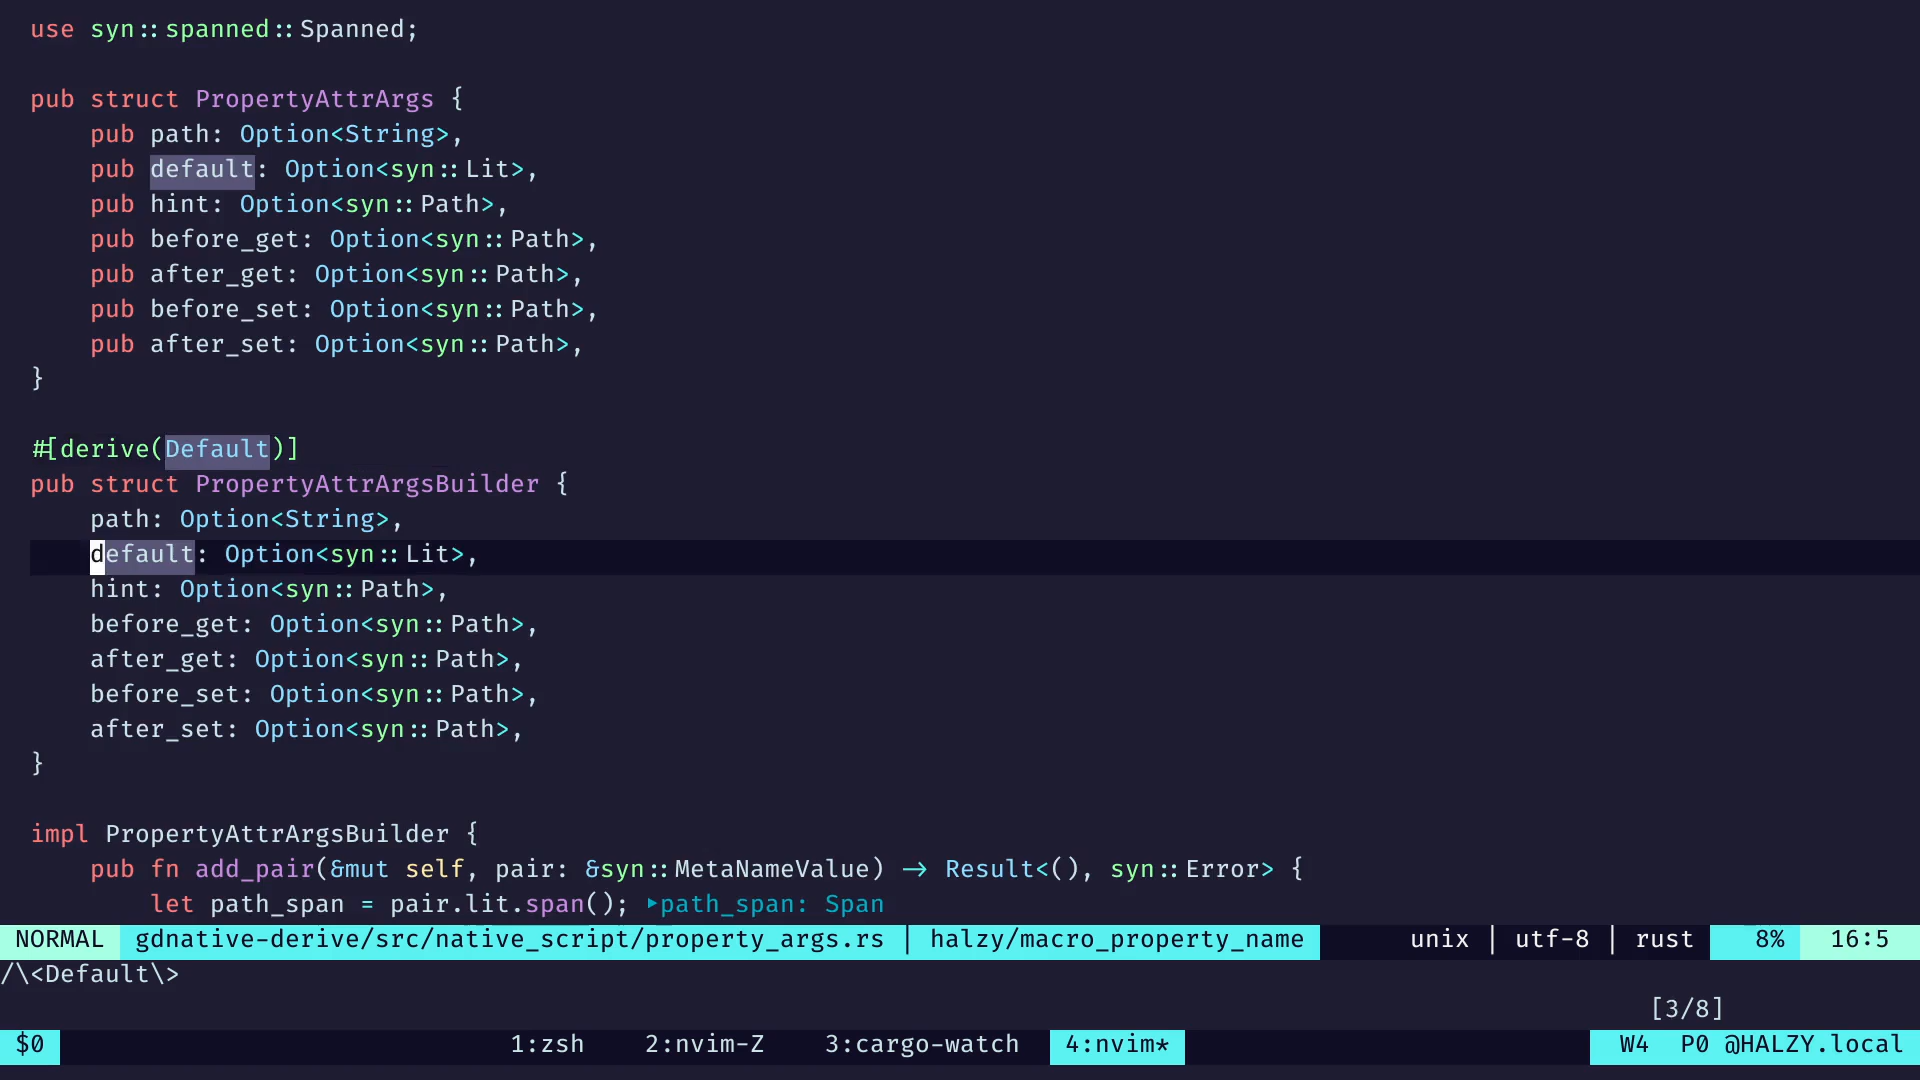 use syn::spanned::Spanned;

pub struct PropertyAttrArgs {
    pub path: Option<String>,
    pub default: Option<syn::Lit>,
    pub hint: Option<syn::Path>,
    pub before_get: Option<syn::Path>,
    pub after_get: Option<syn::Path>,
    pub before_set: Option<syn::Path>,
    pub after_set: Option<syn::Path>,
}

#[derive(Default)]
pub struct PropertyAttrArgsBuilder {
    path: Option<String>,
    default: Option<syn::Lit>,
    hint: Option<syn::Path>,
    before_get: Option<syn::Path>,
    after_get: Option<syn::Path>,
    before_set: Option<syn::Path>,
    after_set: Option<syn::Path>,
}

impl PropertyAttrArgsBuilder {
    pub fn add_pair(&mut self, pair: &syn::MetaNameValue) -> Result<(), syn::Error> {
        let path_span = pair.lit.span(); ‣path_span: Span
NORMAL gdnative-derive/src/native_script/property_args.rs | halzy/macro_property_name unix | utf-8 | rust 8% 16:5
/\<Default\>
[3/8]
$0 1:zsh 2:nvim-Z 3:cargo-watch 4:nvim* W4 P0 @HALZY.local